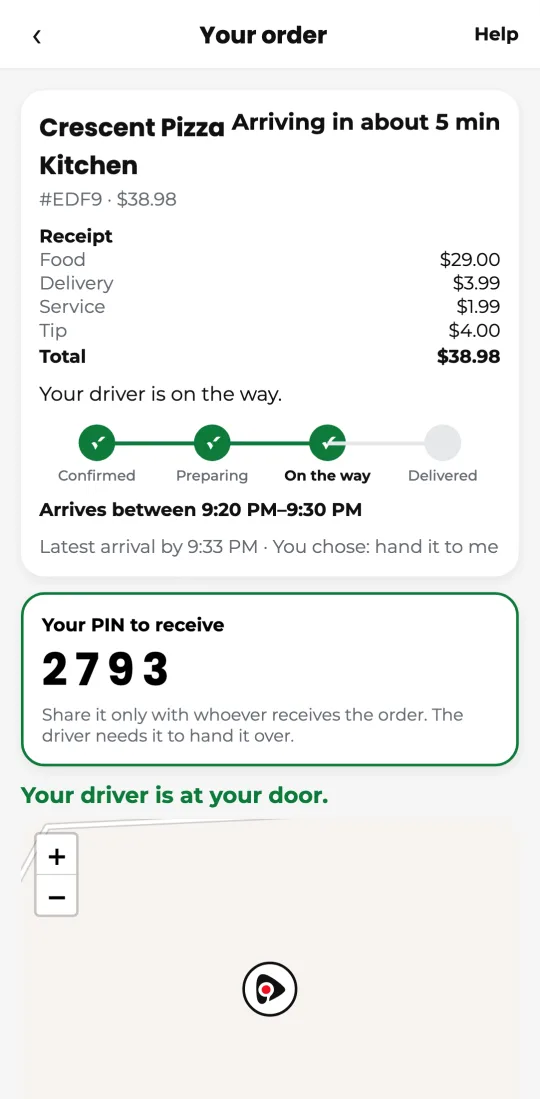 ‹ Your order Help
Crescent Pizza Kitchen
Arriving in about 5 min
#EDF9 · $38.98
Receipt
Food $29.00
Delivery $3.99
Service $1.99
Tip $4.00
Total $38.98
Your driver is on the way.
Confirmed Preparing On the way Delivered
Arrives between 9:20 PM–9:30 PM
Latest arrival by 9:33 PM · You chose: hand it to me
Your PIN to receive
2793
Share it only with whoever receives the order. The
driver needs it to hand it over.
Your driver is at your door.
+
−